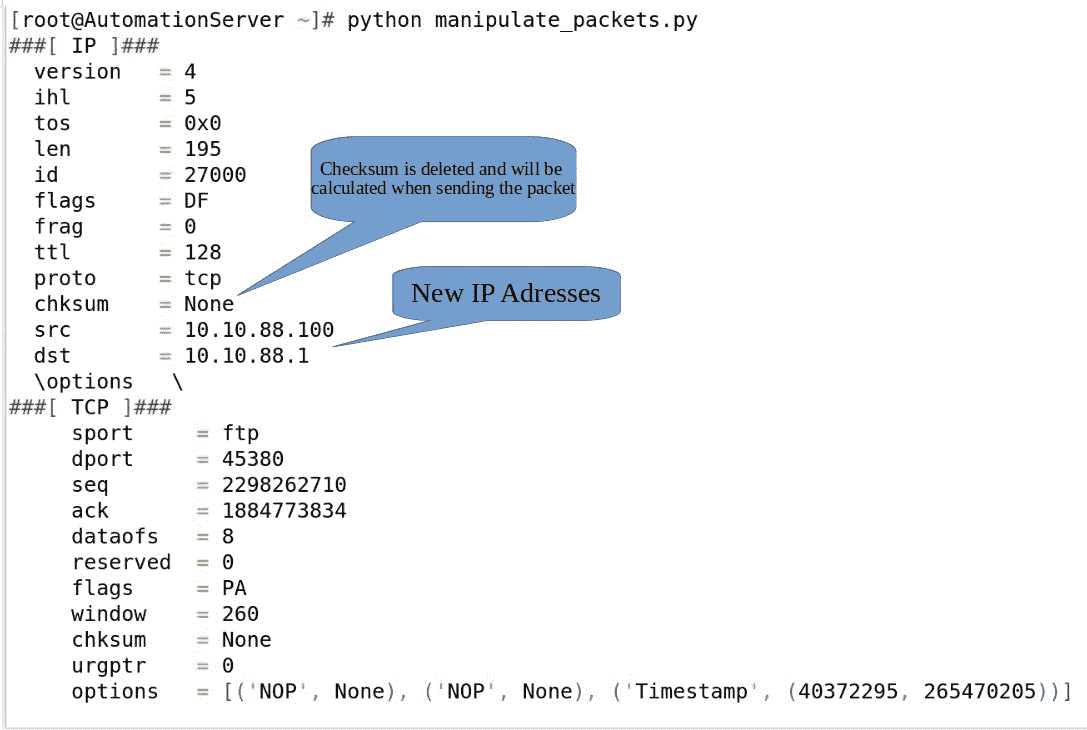 [root@AutomationServer ~]# python manipulate_packets.py
###[ IP ]###
  version   = 4
  ihl       = 5
  tos       = 0x0
  len       = 195
  id        = 27000
  flags     = DF
  frag      = 0
  ttl       = 128
  proto     = tcp
  chksum    = None
  src       = 10.10.88.100
  dst       = 10.10.88.1
  \options   \
###[ TCP ]###
     sport     = ftp
     dport     = 45380
     seq       = 2298262710
     ack       = 1884773834
     dataofs   = 8
     reserved  = 0
     flags     = PA
     window    = 260
     chksum    = None
     urgptr    = 0
     options   = [('NOP', None), ('NOP', None), ('Timestamp', (40372295, 265470205))]
Checksum is deleted and will be
calculated when sending the packet
New IP Adresses